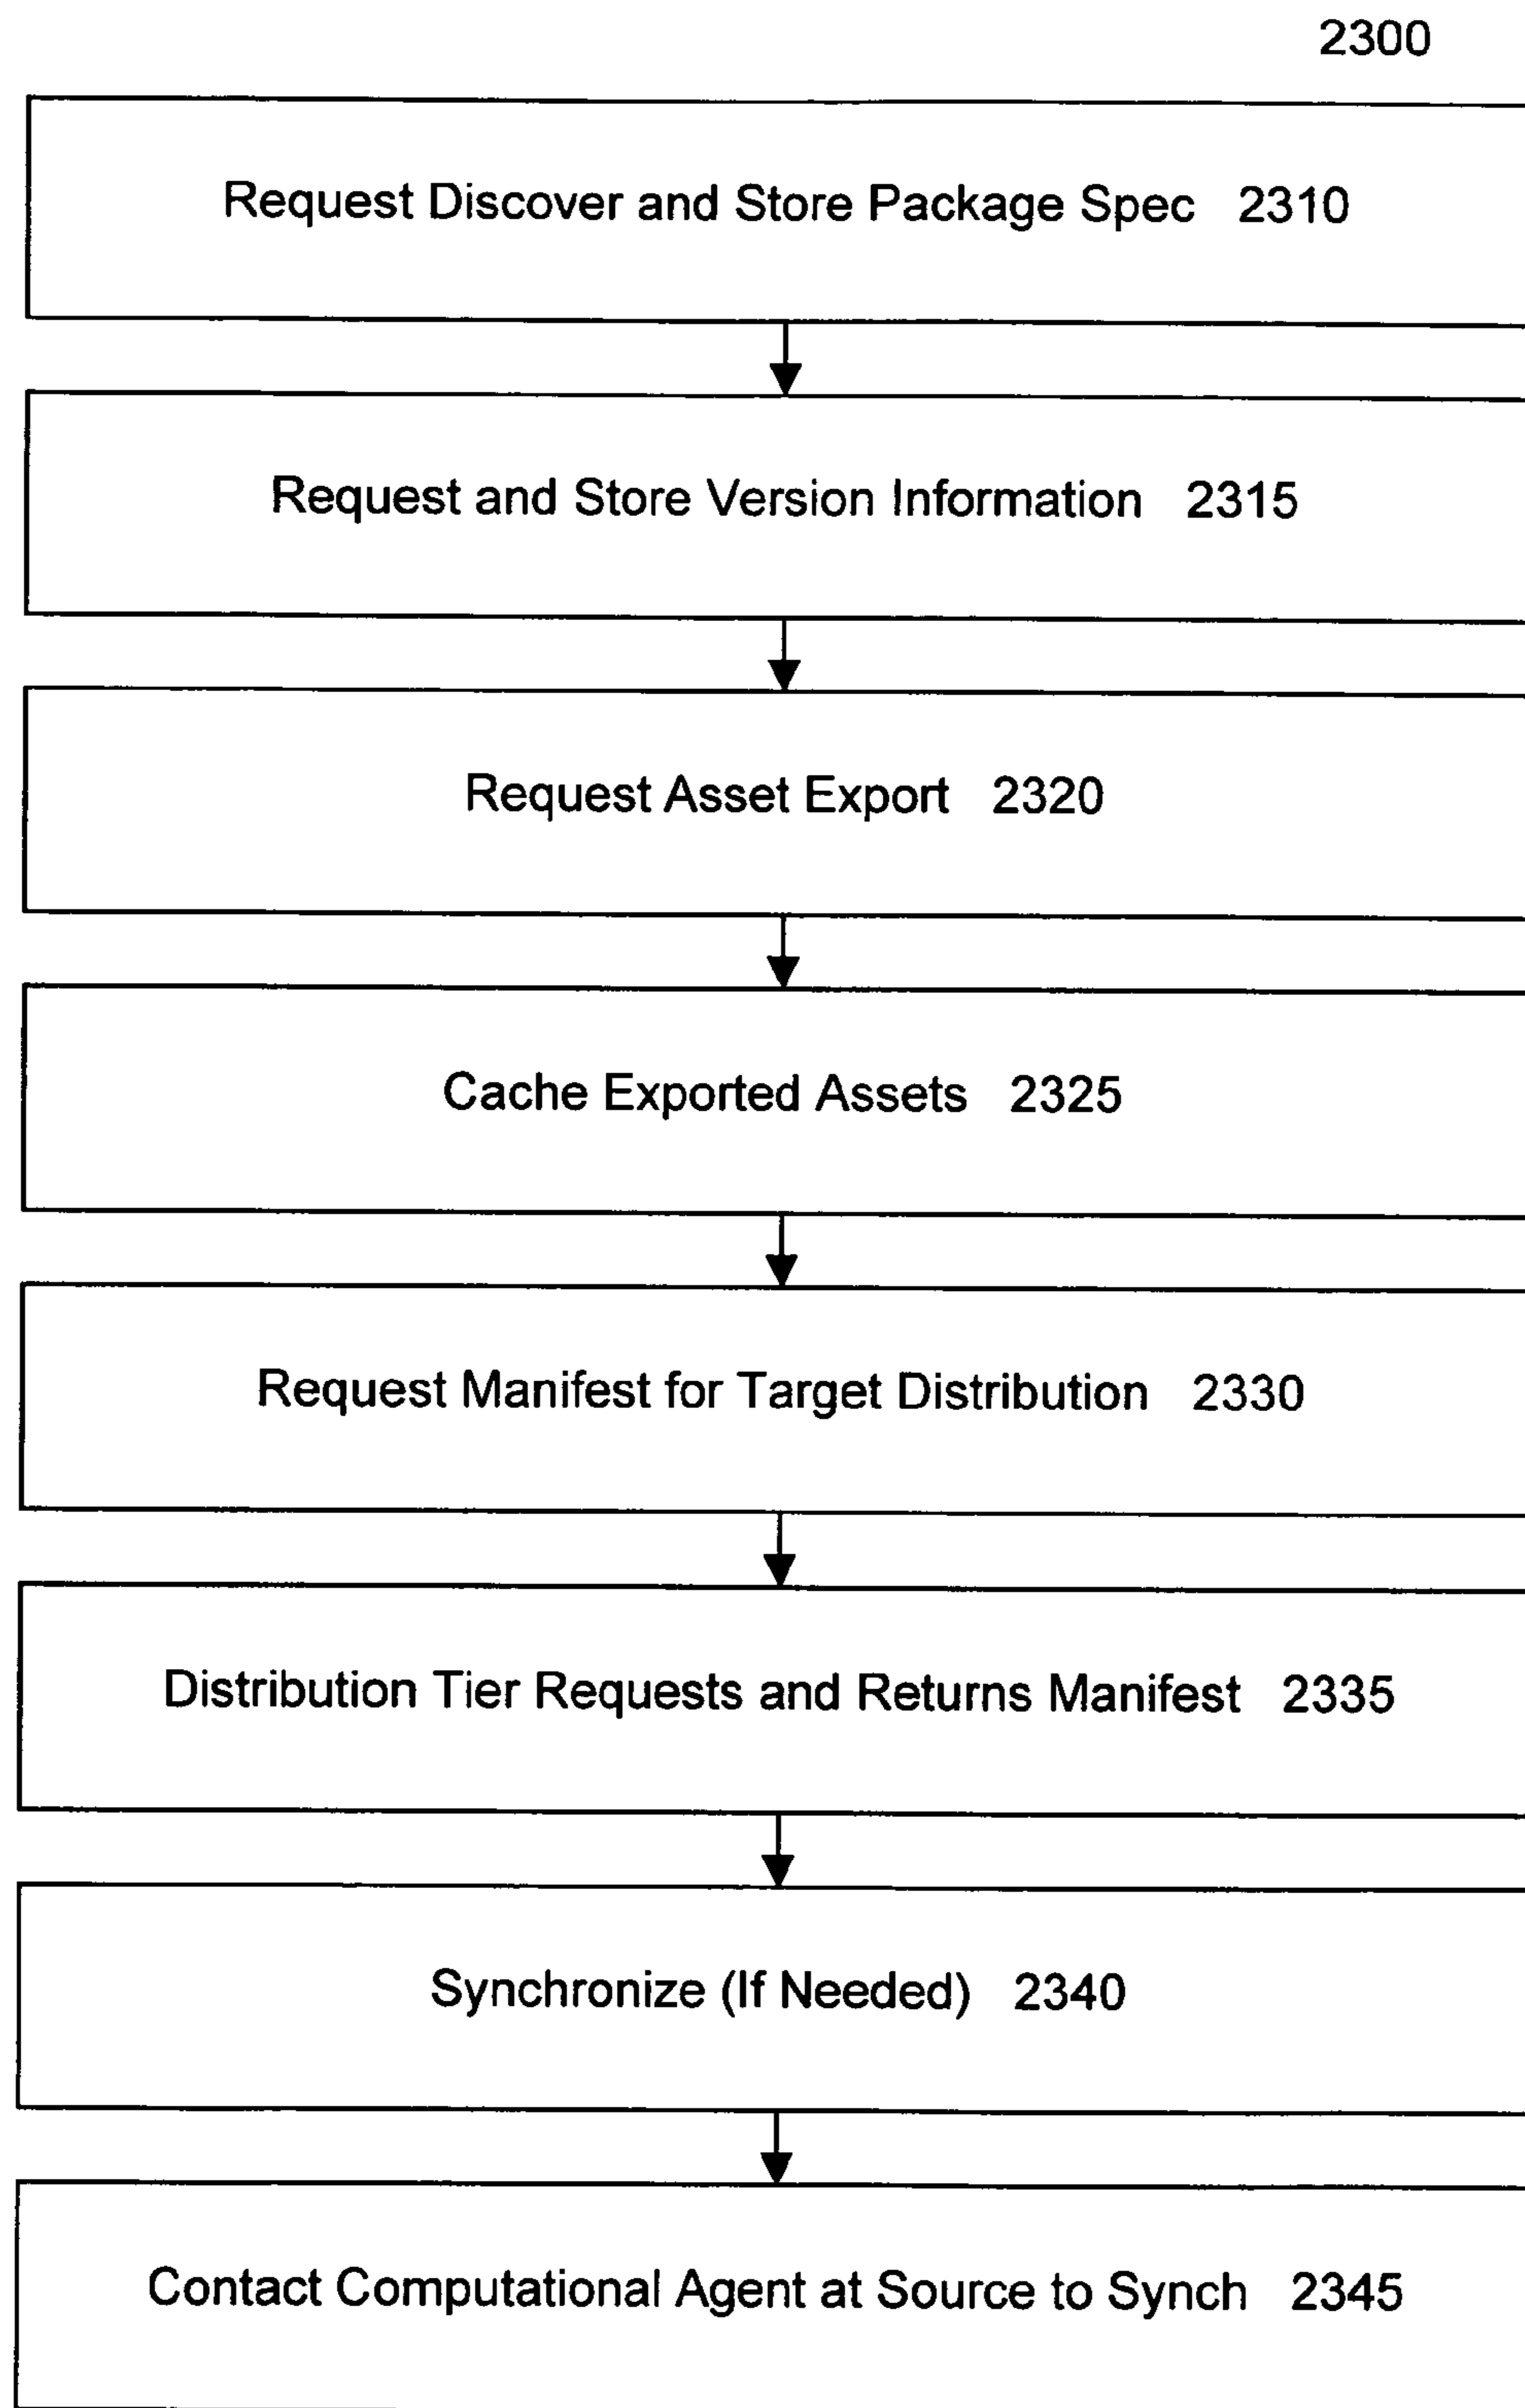 2300
Request Discover and Store Package Spec 2310
Request and Store Version Information 2315
Request Asset Export 2320
Cache Exported Assets 2325
Request Manifest for Target Distribution 2330
Distribution Tier Requests and Returns Manifest 2335
Synchronize (If Needed) 2340
Contact Computational Agent at Source to Synch 2345